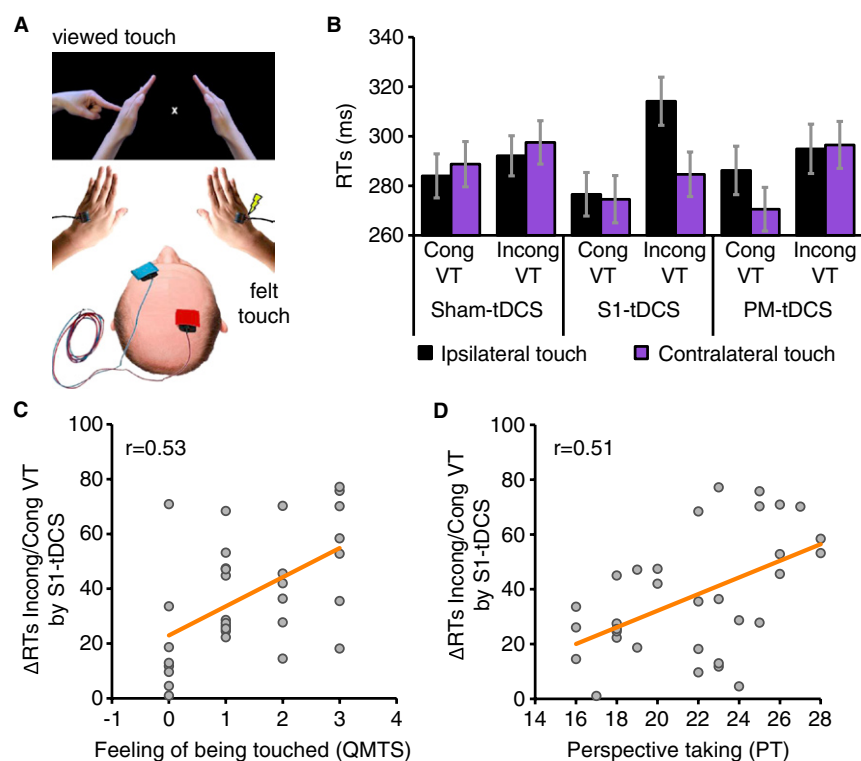 A
viewed touch
x
felt
touch
B
RTs (ms)
340
320
300
280
260
Cong
VT
Incong
VT
Cong
VT
Incong
VT
Cong
VT
Incong
VT
Sham-tDCS
S1-tDCS
PM-tDCS
Ipsilateral touch
Contralateral touch
C
r=0.53
ΔRTs Incong/Cong VT
by S1-tDCS
100
80
60
40
20
0
-1 0 1 2 3 4
Feeling of being touched (QMTS)
D
r=0.51
ΔRTs Incong/Cong VT
by S1-tDCS
100
80
60
40
20
0
14 16 18 20 22 24 26 28
Perspective taking (PT)